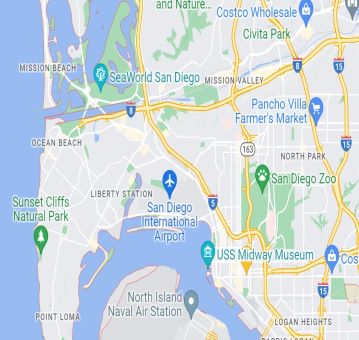 and
Nature...
Costco Wholesale
Civita Park
8
15
MISSION BEACH
SeaWorld San Diego
MISSION VALLEY
8
Pancho Villa
Farmer's Market
15
OCEAN BEACH
163
NORTH PARK
San Diego Zoo
LIBERTY STATION
5
Sunset Cliffs
Natural Park
San Diego
International
Airport
USS Midway Museum
Cos
15
North Island
Naval Air Station
POINT LOMA
LOGAN HEIGHTS